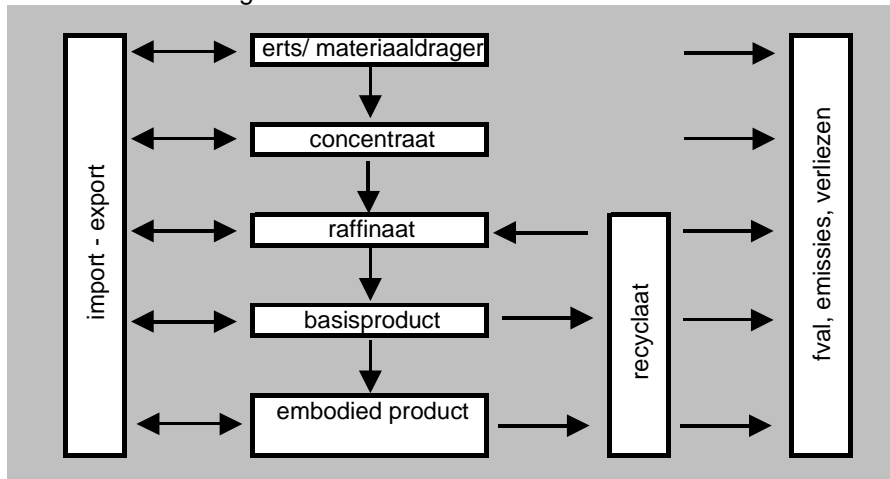 import - export
erts/ materiaaldrager
concentraat
raffinaat
basisproduct
embodied product
recyclaat
fval, emissies, verliezen